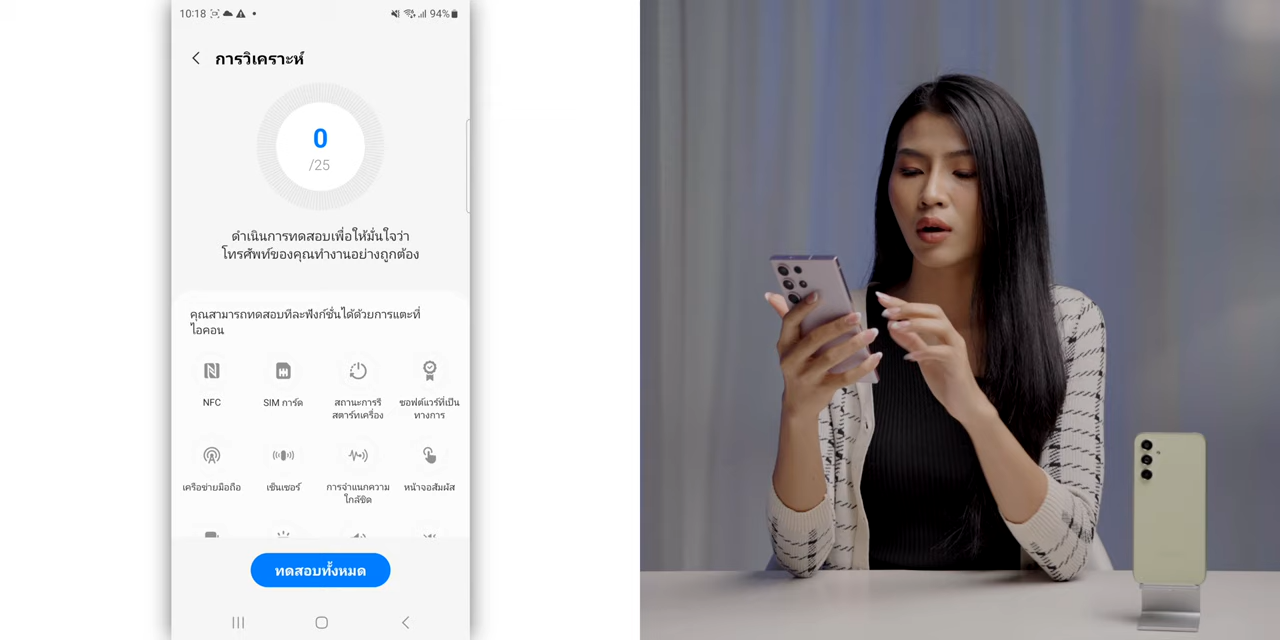 10:18
94%
การวิเคราะห์
0
/25
ดำเนินการทดสอบเพื่อให้มั่นใจว่า
โทรศัพท์ของคุณทำงานอย่างถูกต้อง
คุณสามารถทดสอบทีละฟังก์ชั่นได้ด้วยการแตะที่
ไอคอน
NFC
SIM การ์ด
สถานะการรี
สตาร์ทเครื่อง
ซอฟต์แวร์ที่เป็น
ทางการ
เครือข่ายมือถือ
เซ็นเซอร์
การจำแนกความ
ใกล้ชิด
หน้าจอสัมผัส
ทดสอบทั้งหมด